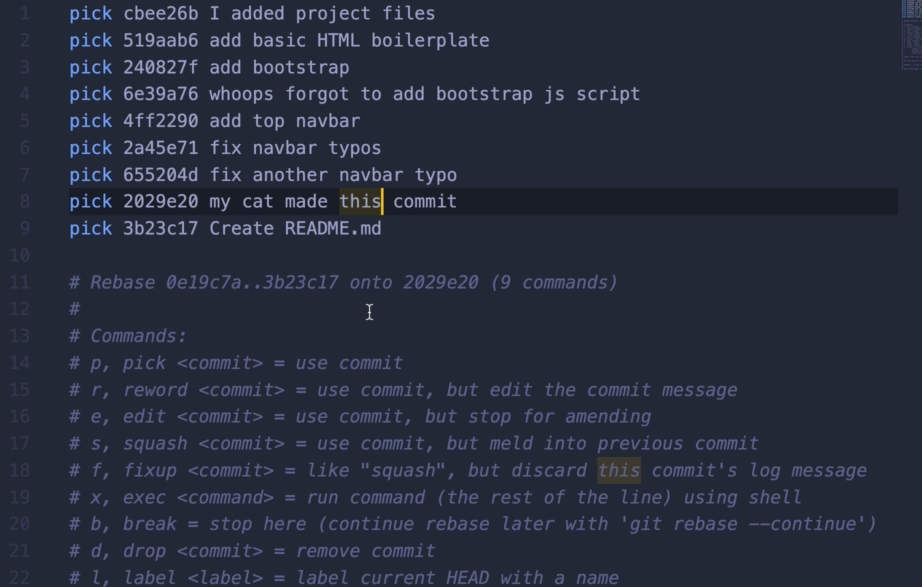 1 pick cbee26b I added project files
2 pick 519aab6 add basic HTML boilerplate
3 pick 240827f add bootstrap
4 pick 6e39a76 whoops forgot to add bootstrap js script
5 pick 4ff2290 add top navbar
6 pick 2a45e71 fix navbar typos
7 pick 655204d fix another navbar typo
8 pick 2029e20 my cat made this commit
9 pick 3b23c17 Create README.md
10
11 # Rebase 0e19c7a..3b23c17 onto 2029e20 (9 commands)
12 #
13 # Commands:
14 # p, pick <commit> = use commit
15 # r, reword <commit> = use commit, but edit the commit message
16 # e, edit <commit> = use commit, but stop for amending
17 # s, squash <commit> = use commit, but meld into previous commit
18 # f, fixup <commit> = like "squash", but discard this commit's log message
19 # x, exec <command> = run command (the rest of the line) using shell
20 # b, break = stop here (continue rebase later with 'git rebase --continue')
21 # d, drop <commit> = remove commit
22 # l, label <label> = label current HEAD with a name